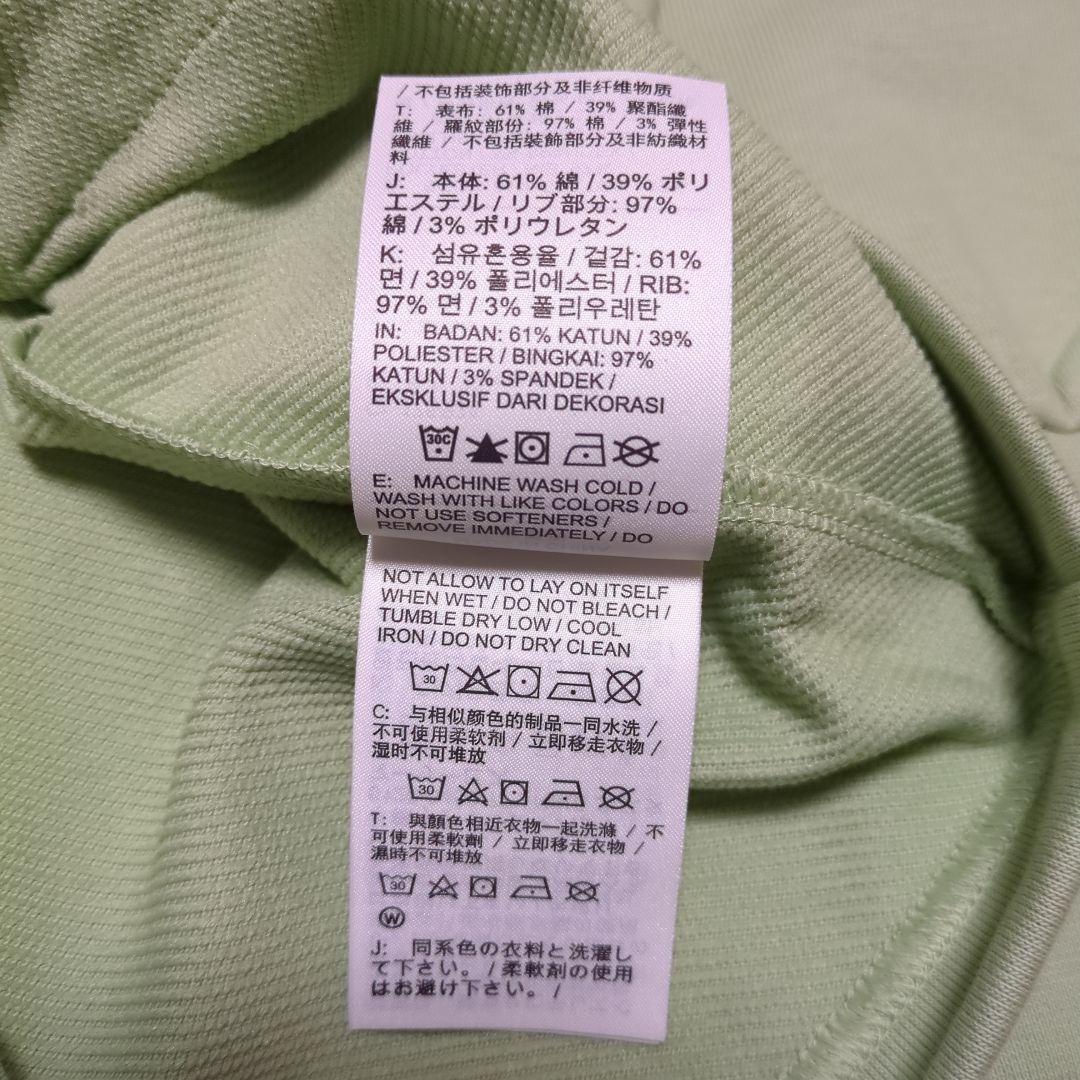 / 不包括装饰部分及非纤维物质
T: 表布: 61% 棉 / 39% 聚酯纖
維 / 羅紋部份: 97% 棉 / 3% 彈性
纖維 / 不包括裝飾部分及非紡織材
料
J: 本体: 61% 綿 / 39% ポリ
エステル / リブ部分: 97%
綿 / 3% ポリウレタン
K: 섬유혼용율 / 겉감: 61%
면 / 39% 폴리에스터 / RIB:
97% 면 / 3% 폴리우레탄
IN: BADAN: 61% KATUN / 39%
POLIESTER / BINGKAI: 97%
KATUN / 3% SPANDEK /
EKSKLUSIF DARI DEKORASI
30C
E: MACHINE WASH COLD /
WASH WITH LIKE COLORS / DO
NOT USE SOFTENERS /
REMOVE IMMEDIATELY / DO
NOT ALLOW TO LAY ON ITSELF
WHEN WET / DO NOT BLEACH /
TUMBLE DRY LOW / COOL
IRON / DO NOT DRY CLEAN
30
C: 与相似颜色的制品一同水洗 /
不可使用柔软剂 / 立即移走衣物 /
湿时不可堆放
30
T: 與顏色相近衣物一起洗滌 / 不
可使用柔軟劑 / 立即移走衣物 /
濕時不可堆放
30
W
J: 同系色の衣料と洗濯し
て下さい。 / 柔軟剤の使用
はお避け下さい。 /